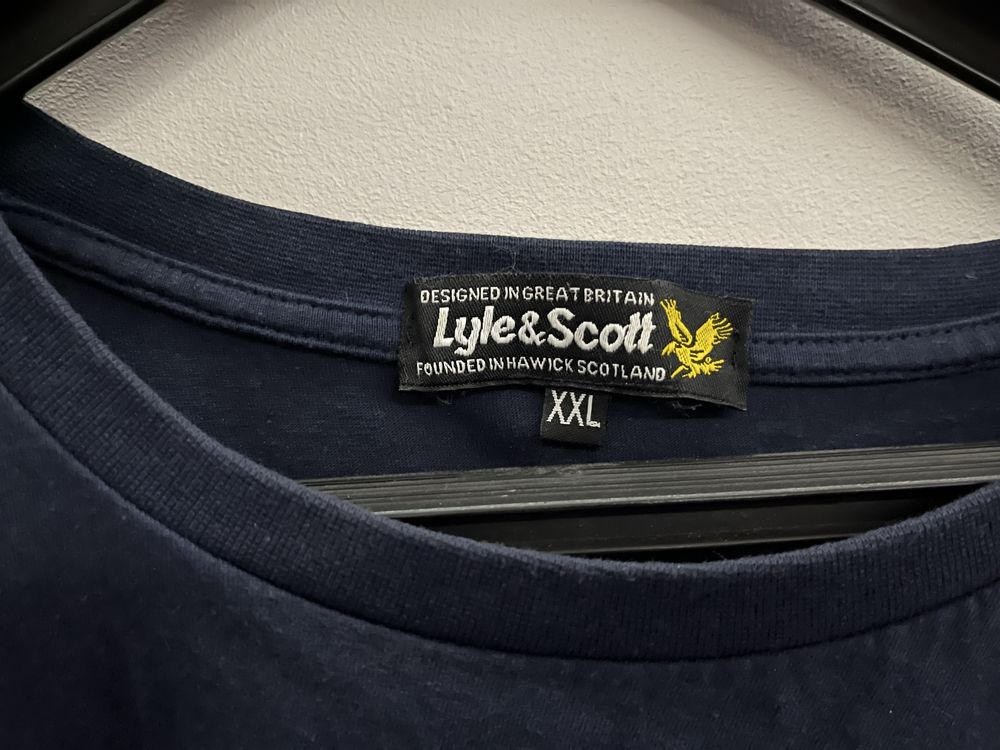 DESIGNED IN GREAT BRITAIN
Lyle&Scott
FOUNDED IN HAWICK SCOTLAND
XXL